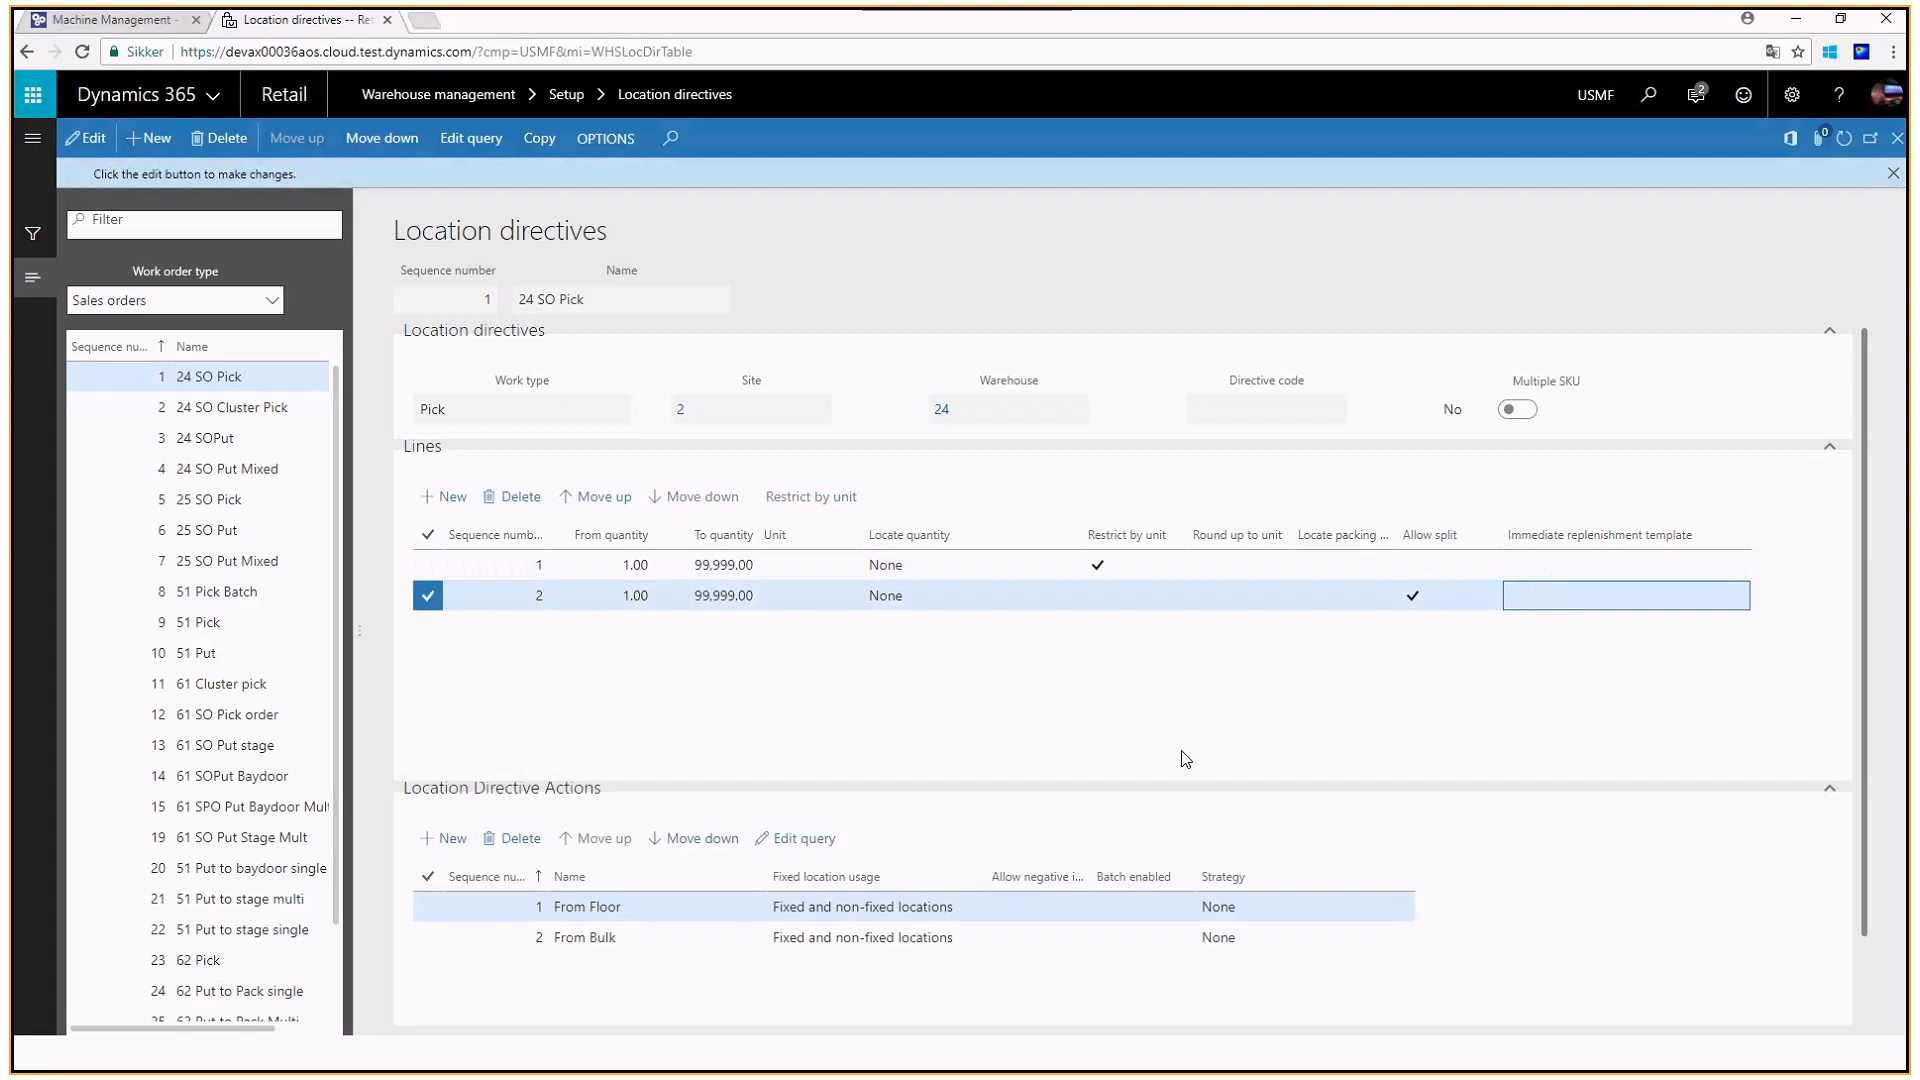 Machine Management -
Location directives -- Ret
Sikker
https://devax00036aos.cloud.test.dynamics.com/?cmp=USMF&mi=WHSLocDirTable
Dynamics 365
Retail
Warehouse management > Setup > Location directives
USMF
2
?
Edit
New
Delete
Move up
Move down
Edit query
Copy
OPTIONS
0
Click the edit button to make changes.
Filter
Work order type
Sales orders
Sequence nu... Name
1 24 SO Pick
2 24 SO Cluster Pick
3 24 SOPut
4 24 SO Put Mixed
5 25 SO Pick
6 25 SO Put
7 25 SO Put Mixed
8 51 Pick Batch
9 51 Pick
10 51 Put
11 61 Cluster pick
12 61 SO Pick order
13 61 SO Put stage
14 61 SOPut Baydoor
15 61 SPO Put Baydoor Mult
19 61 SO Put Stage Mult
20 51 Put to baydoor single
21 51 Put to stage multi
22 51 Put to stage single
23 62 Pick
24 62 Put to Pack single
25 62 Put to Pack Multi
Location directives
Sequence number Name
1 24 SO Pick
Location directives
Work type Site Warehouse Directive code Multiple SKU
Pick 2 24 No
Lines
New Delete Move up Move down Restrict by unit
Sequence numb... From quantity To quantity Unit Locate quantity Restrict by unit Round up to unit Locate packing ... Allow split Immediate replenishment template
1 1.00 99,999.00 None
2 1.00 99,999.00 None
Location Directive Actions
New Delete Move up Move down Edit query
Sequence nu... Name Fixed location usage Allow negative i... Batch enabled Strategy
1 From Floor Fixed and non-fixed locations None
2 From Bulk Fixed and non-fixed locations None